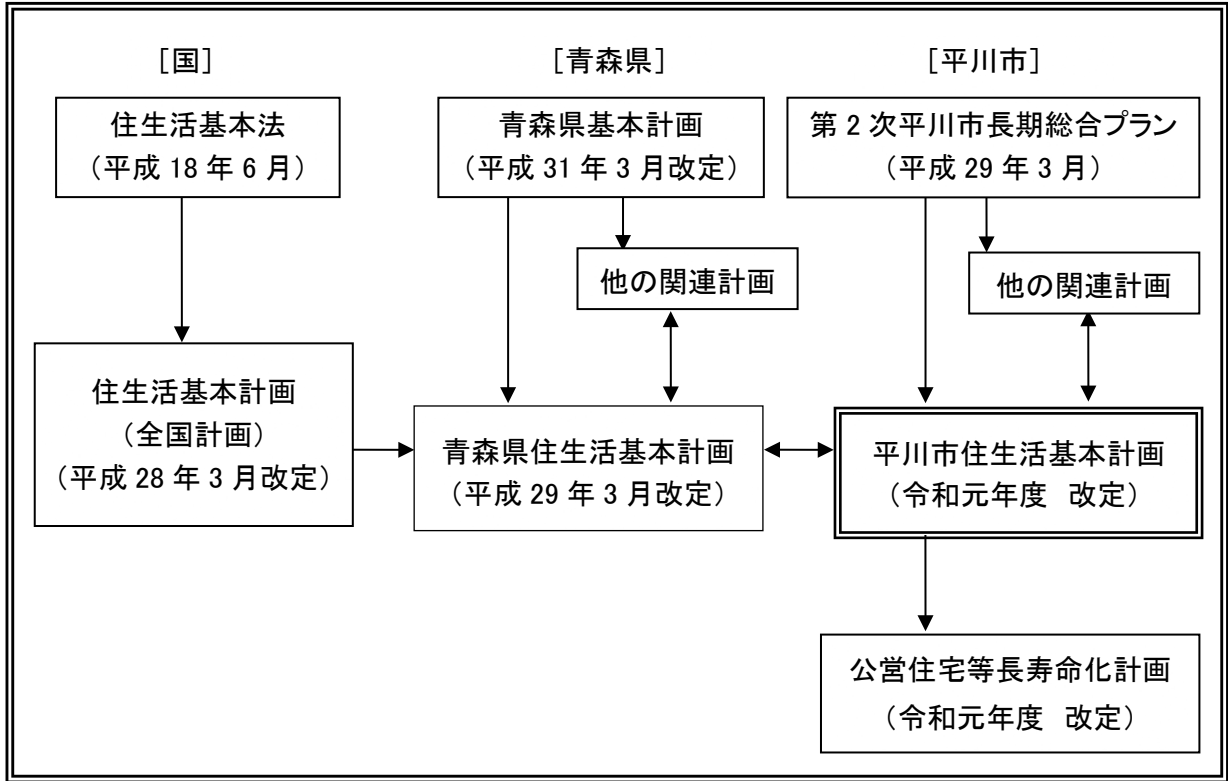 ［国］
［青森県］
［平川市］
住生活基本法
（平成 18 年 6 月）
青森県基本計画
（平成 31 年 3 月改定）
第 2 次平川市長期総合プラン
（平成 29 年 3 月）
他の関連計画
他の関連計画
住生活基本計画
（全国計画）
（平成 28 年 3 月改定）
青森県住生活基本計画
（平成 29 年 3 月改定）
平川市住生活基本計画
（令和元年度　改定）
公営住宅等長寿命化計画
（令和元年度　改定）